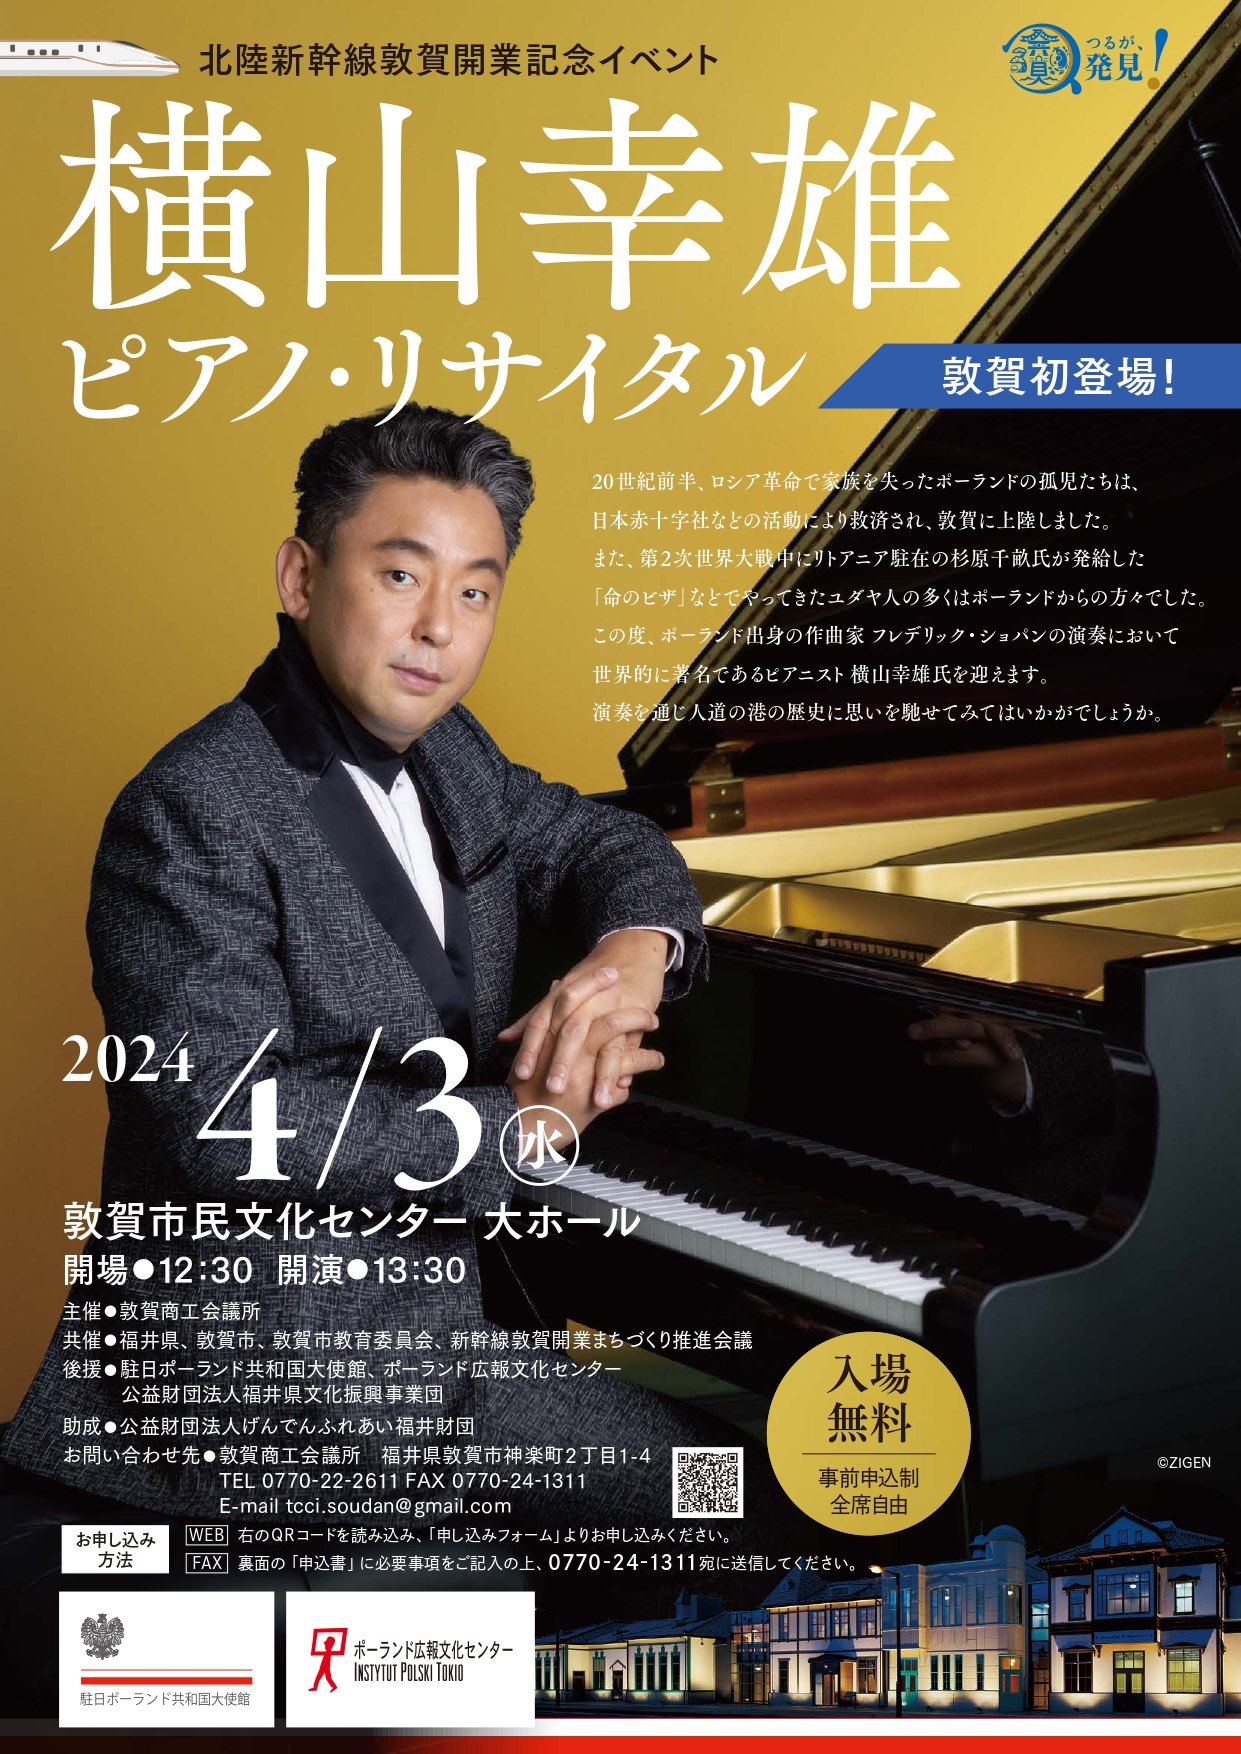 北陸新幹線敦賀開業記念イベント
つるが、
発見!
横山幸雄
ピアノ・リサイタル
敦賀初登場!
20世紀前半、ロシア革命で家族を失ったポーランドの孤児たちは、
日本赤十字社などの活動により救済され、敦賀に上陸しました。
また、第2次世界大戦中にリトアニア駐在の杉原千畝氏が発給した
「命のビザ」などでやってきたユダヤ人の多くはポーランドからの方々でした。
この度、ポーランド出身の作曲家 フレデリック・ショパンの演奏において
世界的に著名であるピアニスト 横山幸雄氏を迎えます。
演奏を通じ人道の港の歴史に思いを馳せてみてはいかがでしょうか。
2024 4/3 水
敦賀市民文化センター 大ホール
開場●12:30 開演●13:30
主催●敦賀商工会議所
共催●福井県、敦賀市、敦賀市教育委員会、新幹線敦賀開業まちづくり推進会議
後援●駐日ポーランド共和国大使館、ポーランド広報文化センター
公益財団法人福井県文化振興事業団
助成●公益財団法人げんでんふれあい福井財団
お問い合わせ先●敦賀商工会議所 福井県敦賀市神楽町2丁目1-4
TEL 0770-22-2611 FAX 0770-24-1311
E-mail tcci.soudan@gmail.com
入場
無料
事前申込制
全席自由
©ZIGEN
お申し込み
方法
WEB 右のQRコードを読み込み、「申し込みフォーム」よりお申し込みください。
FAX 裏面の「申込書」に必要事項をご記入の上、0770-24-1311宛に送信してください。
駐日ポーランド共和国大使館
ポーランド広報文化センター
INSTYTUT POLSKI TOKIO